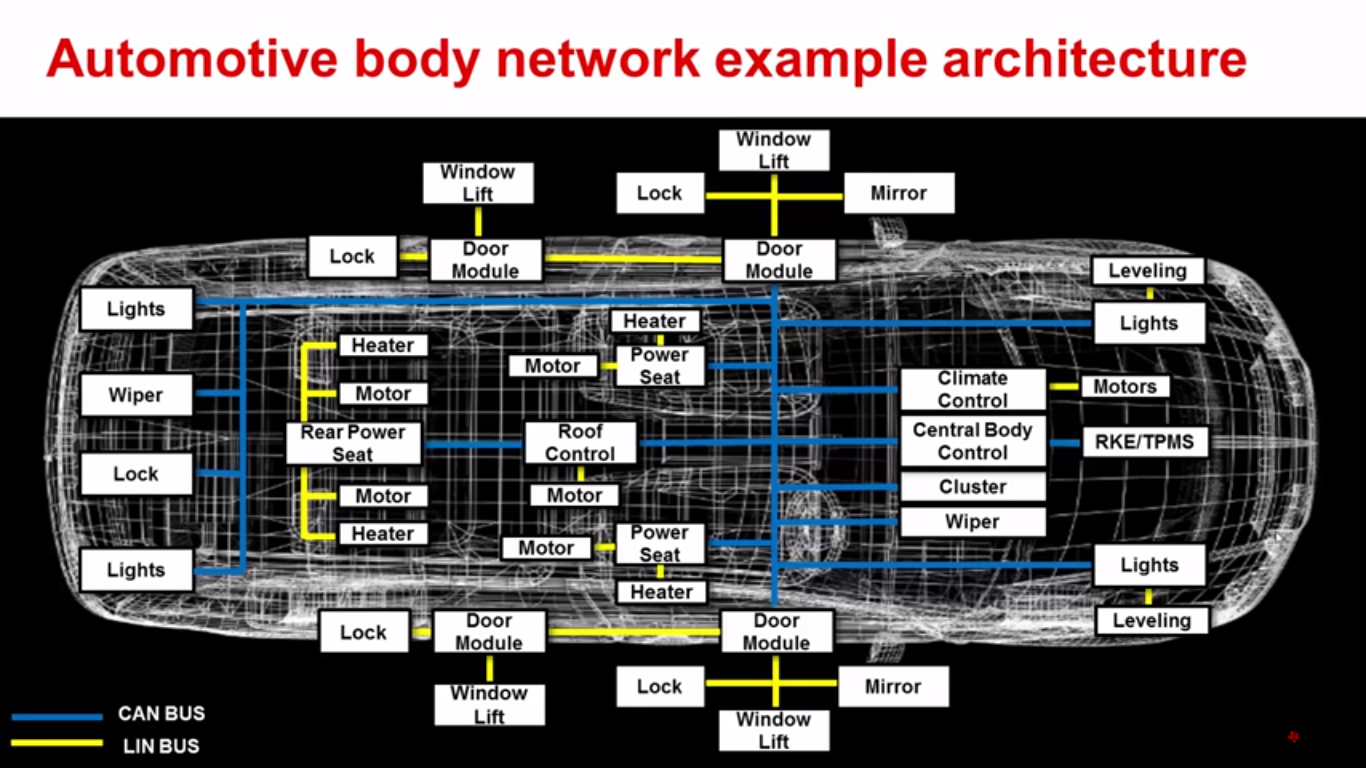 Automotive body network example architecture
Window
Lift
Window
Lift
Lock
Mirror
Lock
Door
Module
Door
Module
Leveling
Lights
Heater
Lights
Heater
Motor
Power
Seat
Wiper
Motor
Climate
Control
Motors
Rear Power
Seat
Roof
Control
Central Body
Control
RKE/TPMS
Lock
Motor
Motor
Cluster
Wiper
Heater
Motor
Power
Seat
Lights
Lights
Heater
Leveling
Lock
Door
Module
Door
Module
Window
Lift
Lock
Mirror
Window
Lift
CAN BUS
LIN BUS